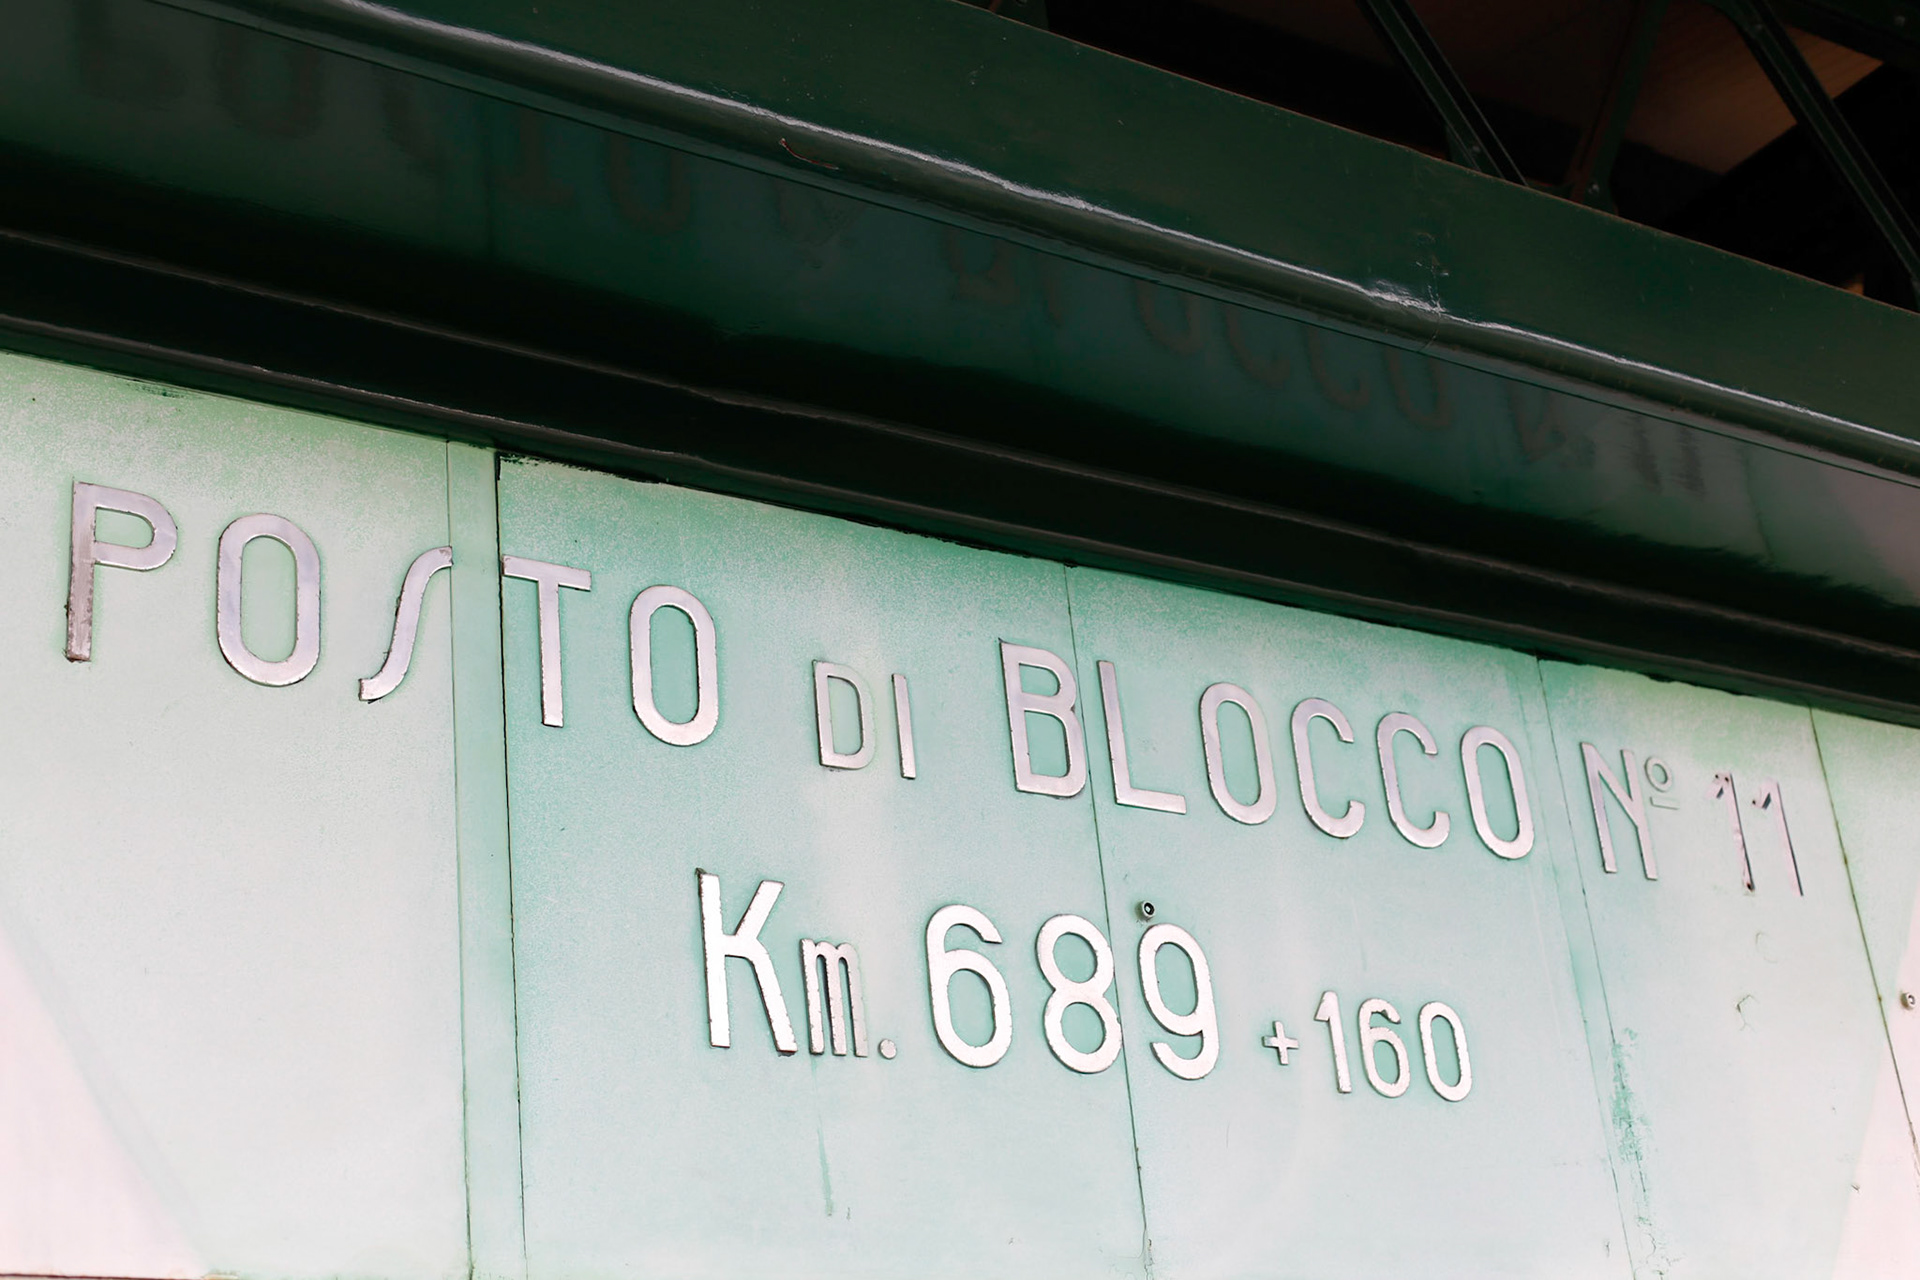 POSTO DI BLOCCO Nº 11
Km. 689 + 160